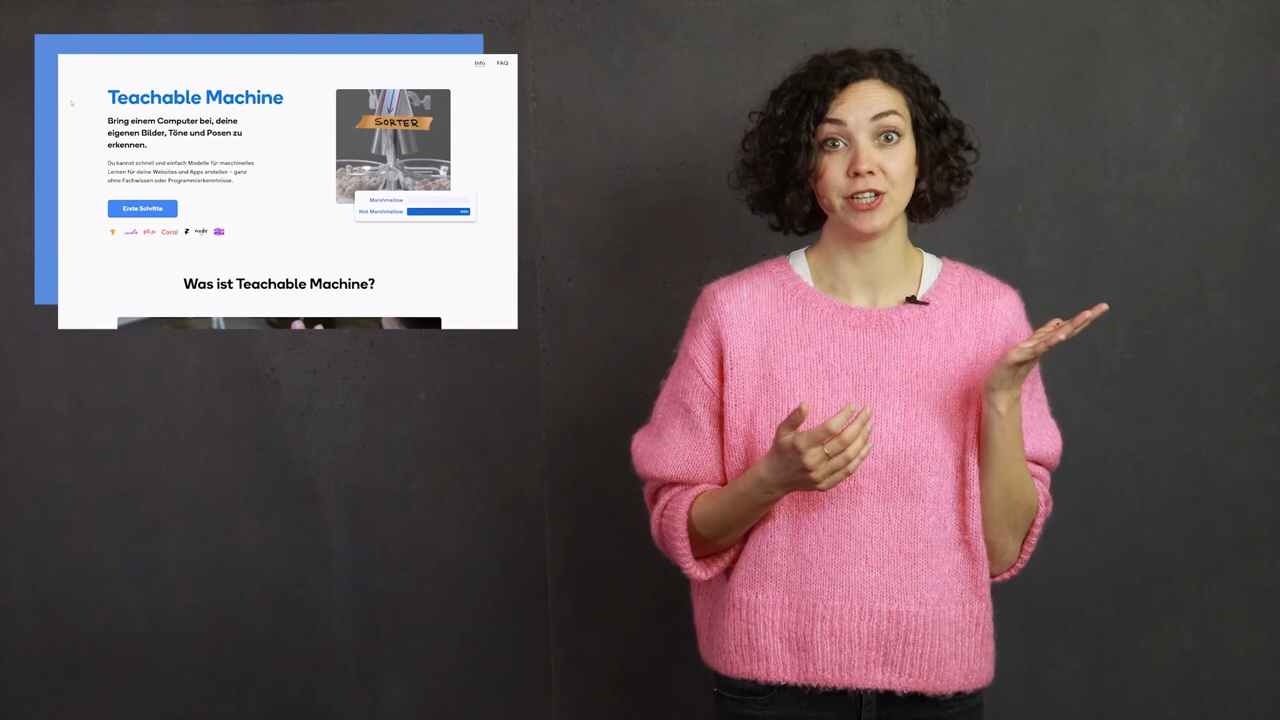 Info FAQ
Teachable Machine
Bring einem Computer bei, deine
eigenen Bilder, Töne und Posen zu
erkennen.
Du kannst schnell und einfach Modelle für maschinelles
Lernen für deine Websites und Apps erstellen – ganz
ohne Fachwissen oder Programmierkenntnisse.
Erste Schritte
Coral
node
SORTER
Marshmallow
Not Marshmallow
Was ist Teachable Machine?